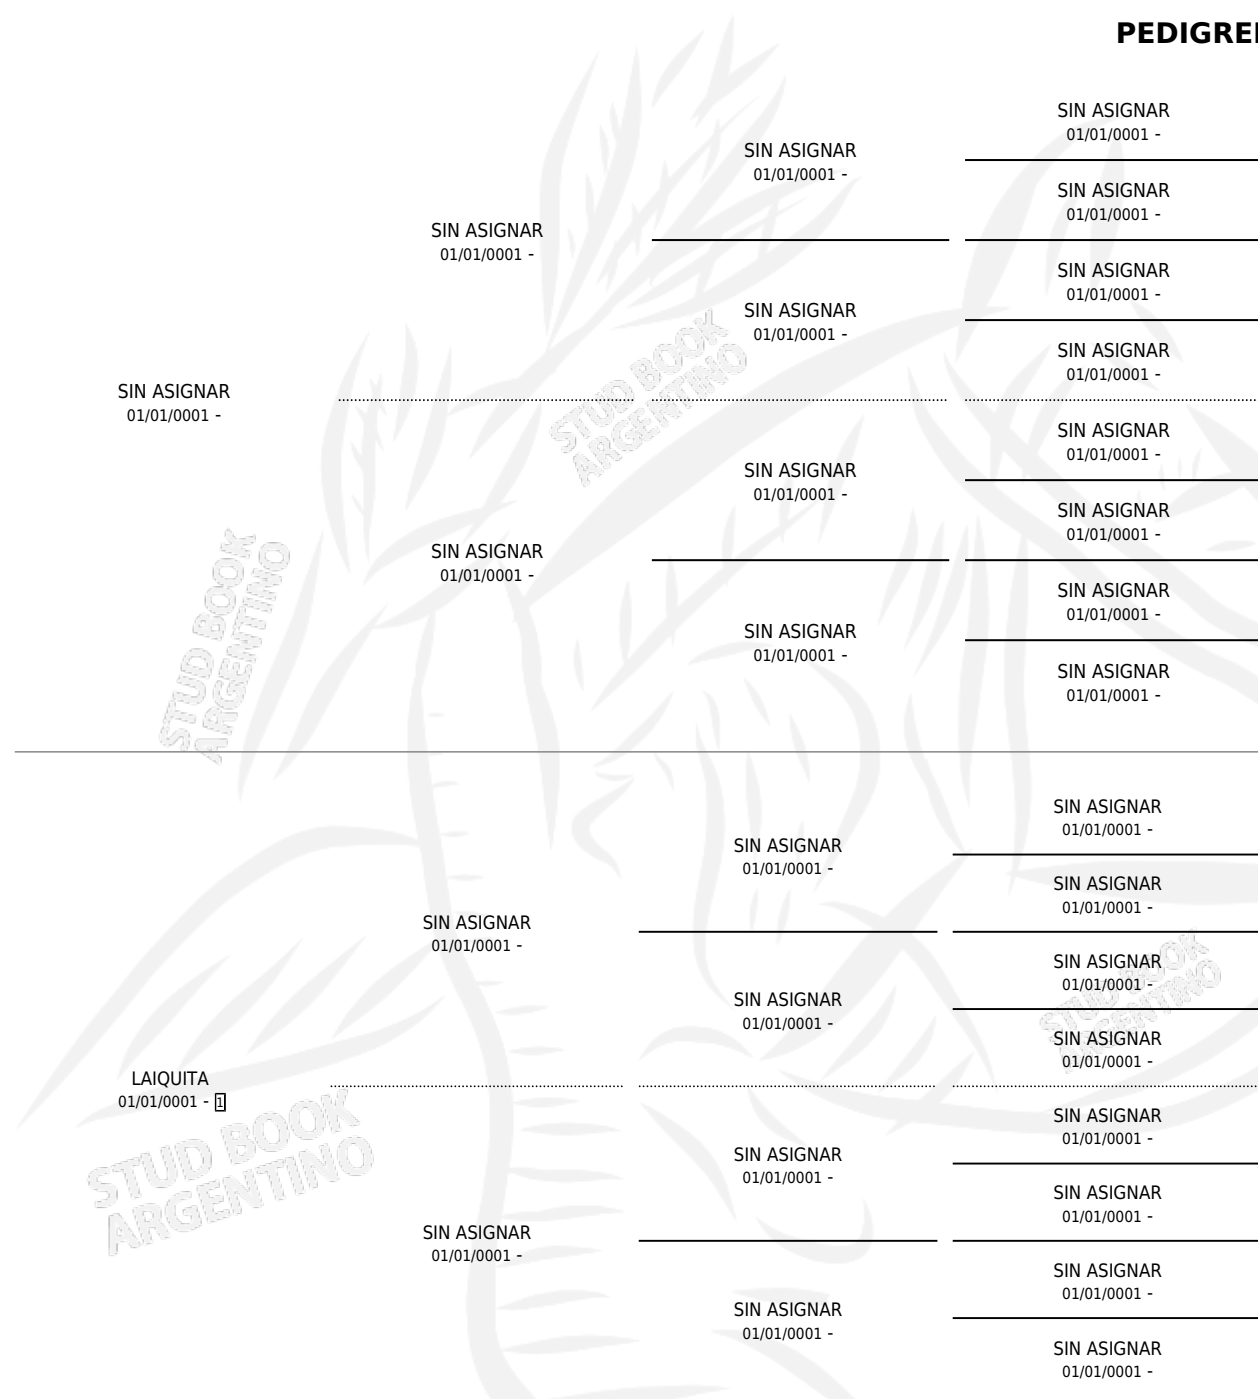 PEDIGREE
SIN ASIGNAR
01/01/0001 -
SIN ASIGNAR
01/01/0001 -
SIN ASIGNAR
01/01/0001 -
SIN ASIGNAR
01/01/0001 -
SIN ASIGNAR
01/01/0001 -
SIN ASIGNAR
01/01/0001 -
SIN ASIGNAR
01/01/0001 -
SIN ASIGNAR
01/01/0001 -
STUD BOOK
ARGENTINO
SIN ASIGNAR
01/01/0001 -
SIN ASIGNAR
01/01/0001 -
SIN ASIGNAR
01/01/0001 -
SIN ASIGNAR
01/01/0001 -
STUD BOOK
ARGENTINO
SIN ASIGNAR
01/01/0001 -
SIN ASIGNAR
01/01/0001 -
SIN ASIGNAR
01/01/0001 -
SIN ASIGNAR
01/01/0001 -
SIN ASIGNAR
01/01/0001 -
SIN ASIGNAR
01/01/0001 -
SIN ASIGNAR
01/01/0001 -
SIN ASIGNAR
01/01/0001 -
SIN ASIGNAR
01/01/0001 -
SIN ASIGNAR
01/01/0001 -
STUD BOOK
ARGENTINO
SIN ASIGNAR
01/01/0001 -
LAIQUITA
01/01/0001 - 1
STUD BOOK
ARGENTINO
SIN ASIGNAR
01/01/0001 -
SIN ASIGNAR
01/01/0001 -
SIN ASIGNAR
01/01/0001 -
SIN ASIGNAR
01/01/0001 -
SIN ASIGNAR
01/01/0001 -
SIN ASIGNAR
01/01/0001 -
SIN ASIGNAR
01/01/0001 -